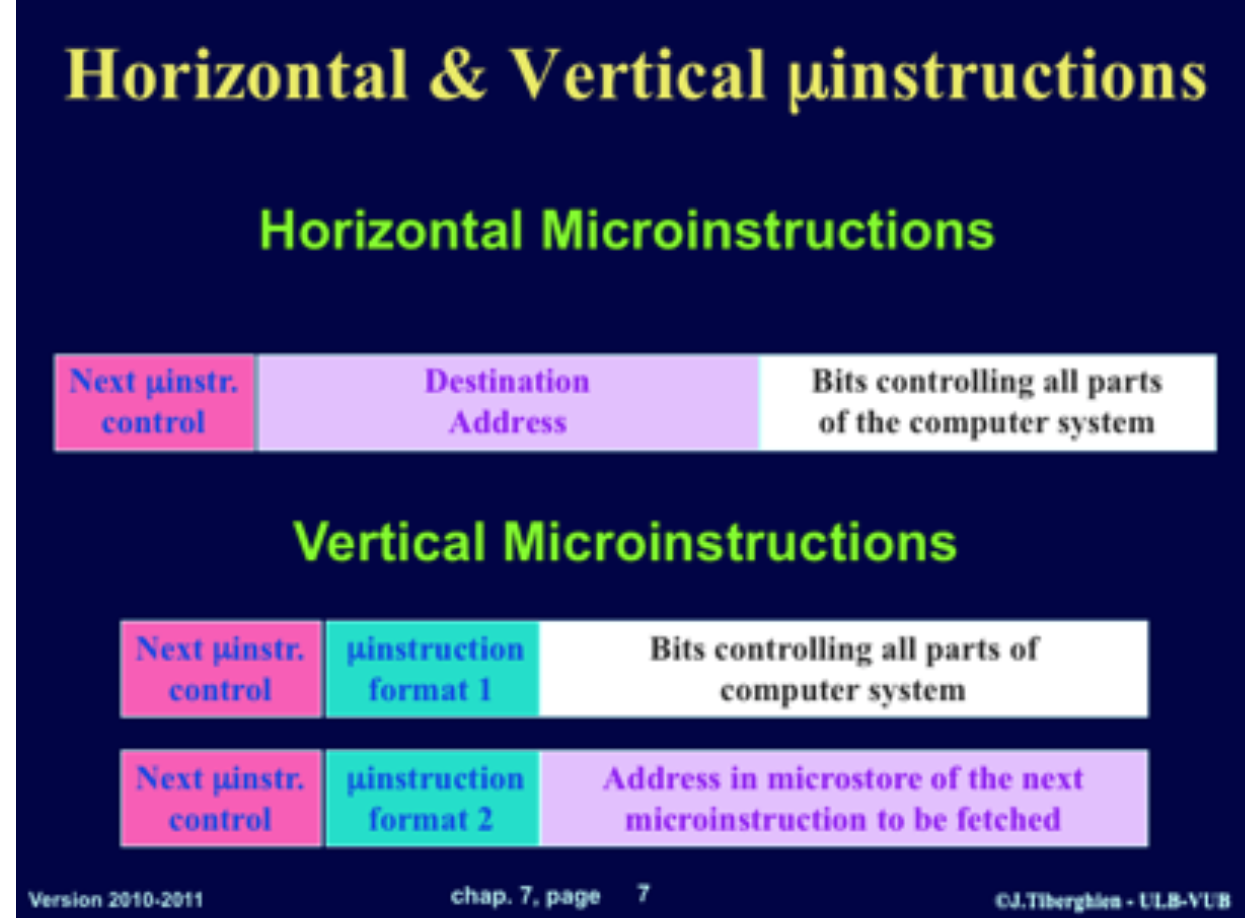 Horizontal & Vertical μinstructions
Horizontal Microinstructions
Next μinstr.
control
Destination
Address
Bits controlling all parts
of the computer system
Vertical Microinstructions
Next μinstr.
control
μinstruction
format 1
Bits controlling all parts of
computer system
Next μinstr.
control
μinstruction
format 2
Address in microstore of the next
microinstruction to be fetched
Version 2010-2011
chap. 7, page 7
©J.Tiberghien - ULB-VUB